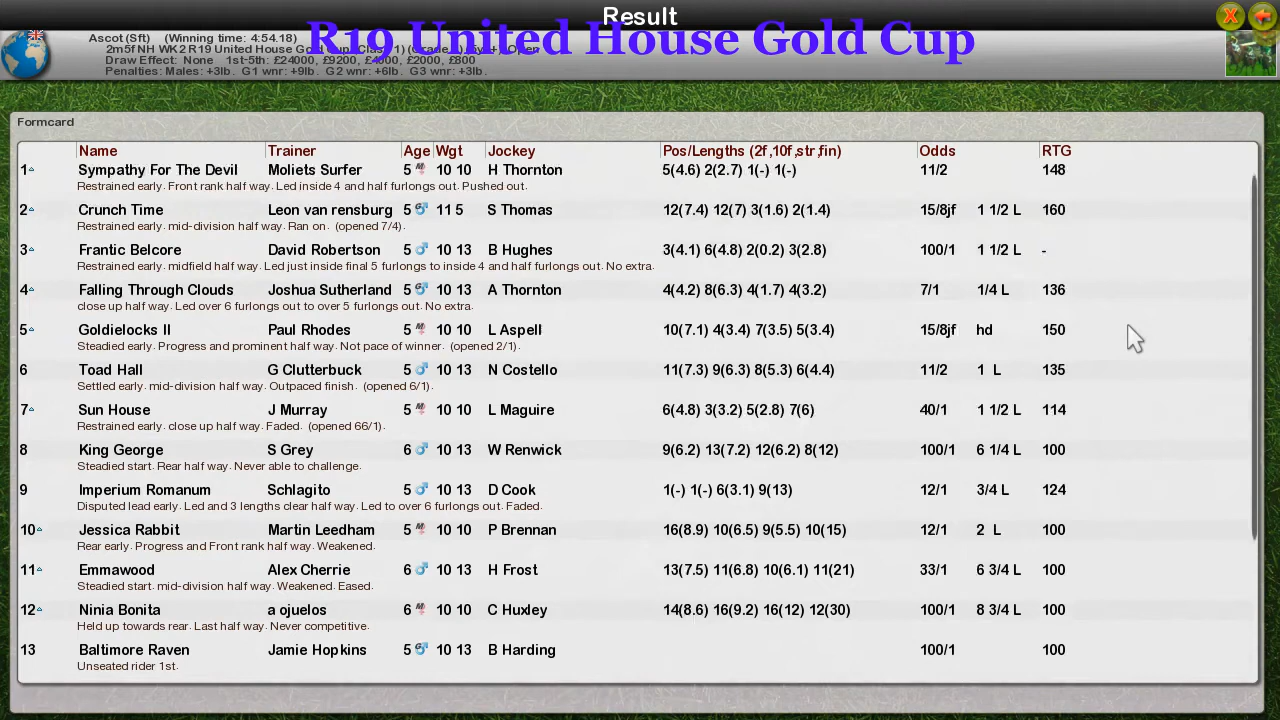 Result
R19 United House Gold Cup
Ascot (Sft) (Winning time: 4:54.18)
2m5f NH WK2 R19 United House Gold Cup (Class 1) (Grade ) 5y+ Open
Draw Effect: None 1st-5th: £24000, £9200, £4500, £2000, £800
Penalties: Males: +3lb. G1 wnr: +9lb. G2 wnr: +6lb. G3 wnr: +3lb.
Formcard
Name Trainer Age Wgt Jockey Pos/Lengths (2f,10f,str,fin) Odds RTG
1 Sympathy For The Devil Moliets Surfer 5 M 10 10 H Thornton 5(4.6) 2(2.7) 1(-) 1(-) 11/2 148
Restrained early. Front rank half way. Led inside 4 and half furlongs out. Pushed out.
2 Crunch Time Leon van rensburg 5 G 11 5 S Thomas 12(7.4) 12(7) 3(1.6) 2(1.4) 15/8jf 1 1/2 L 160
Restrained early. mid-division half way. Ran on. (opened 7/4).
3 Frantic Belcore David Robertson 5 10 13 B Hughes 3(4.1) 6(4.8) 2(0.2) 3(2.8) 100/1 1 1/2 L -
Restrained early. midfield half way. Led just inside final 5 furlongs to inside 4 and half furlongs out. No extra.
4 Falling Through Clouds Joshua Sutherland 5 G 10 13 A Thornton 4(4.2) 8(6.3) 4(1.7) 4(3.2) 7/1 1/4 L 136
close up half way. Led over 6 furlongs out to over 5 furlongs out. No extra.
5 Goldielocks II Paul Rhodes 5 M 10 10 L Aspell 10(7.1) 4(3.4) 7(3.5) 5(3.4) 15/8jf hd 150
Steadied early. Progress and prominent half way. Not pace of winner. (opened 2/1).
6 Toad Hall G Clutterbuck 5 10 13 N Costello 11(7.3) 9(6.3) 8(5.3) 6(4.4) 11/2 1 L 135
Settled early. mid-division half way. Outpaced finish. (opened 6/1).
7 Sun House J Murray 5 M 10 10 L Maguire 6(4.8) 3(3.2) 5(2.8) 7(6) 40/1 1 1/2 L 114
Restrained early. close up half way. Faded. (opened 66/1).
8 King George S Grey 6 10 13 W Renwick 9(6.2) 13(7.2) 12(6.2) 8(12) 100/1 6 1/4 L 100
Steadied start. Rear half way. Never able to challenge.
9 Imperium Romanum Schlagito 5 10 13 D Cook 1(-) 1(-) 6(3.1) 9(13) 12/1 3/4 L 124
Disputed lead early. Led and 3 lengths clear half way. Led to over 6 furlongs out. Faded.
10 Jessica Rabbit Martin Leedham 5 M 10 10 P Brennan 16(8.9) 10(6.5) 9(5.5) 10(15) 12/1 2 L 100
Rear early. Progress and Front rank half way. Weakened.
11 Emmawood Alex Cherrie 6 10 13 H Frost 13(7.5) 11(6.8) 10(6.1) 11(21) 33/1 6 3/4 L 100
Steadied start. mid-division half way. Weakened. Eased.
12 Ninia Bonita a ojuelos 6 M 10 10 C Huxley 14(8.6) 16(9.2) 16(12) 12(30) 100/1 8 3/4 L 100
Held up towards rear. Last half way. Never competitive.
13 Baltimore Raven Jamie Hopkins 5 G 10 13 B Harding 100/1 100
Unseated rider 1st.